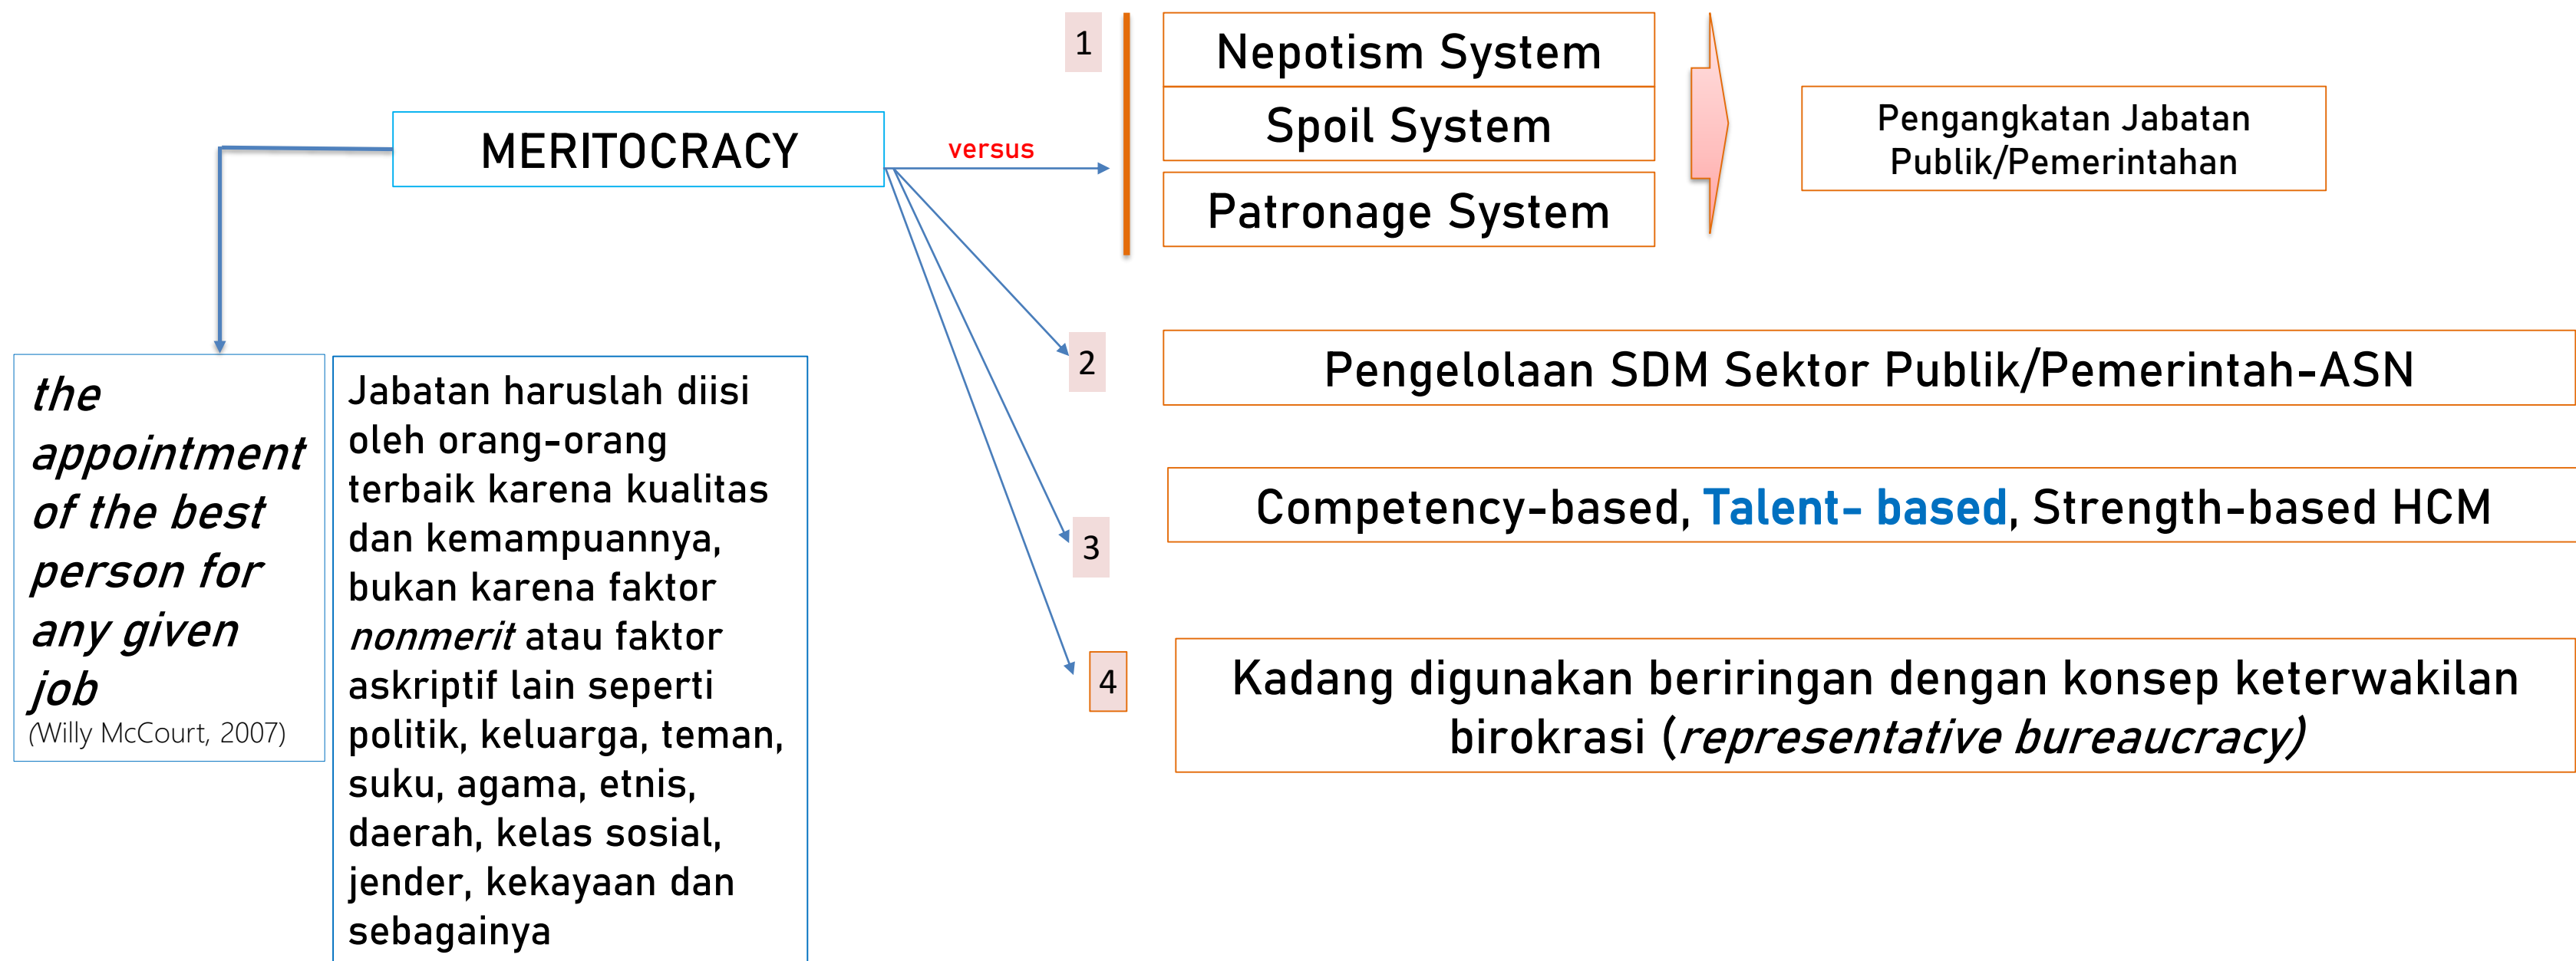 MERITOCRACY
the
appointment
of the best
person for
any given
job
(Willy McCourt, 2007)
Jabatan haruslah diisi
oleh orang-orang
terbaik karena kualitas
dan kemampuannya,
bukan karena faktor
nonmerit atau faktor
askriptif lain seperti
politik, keluarga, teman,
suku, agama, etnis,
daerah, kelas sosial,
jender, kekayaan dan
sebagainya
versus
1
Nepotism System
Spoil System
Patronage System
Pengangkatan Jabatan
Publik/Pemerintahan
2
Pengelolaan SDM Sektor Publik/Pemerintah-ASN
3
Competency-based, Talent- based, Strength-based HCM
4
Kadang digunakan beriringan dengan konsep keterwakilan
birokrasi (representative bureaucracy)